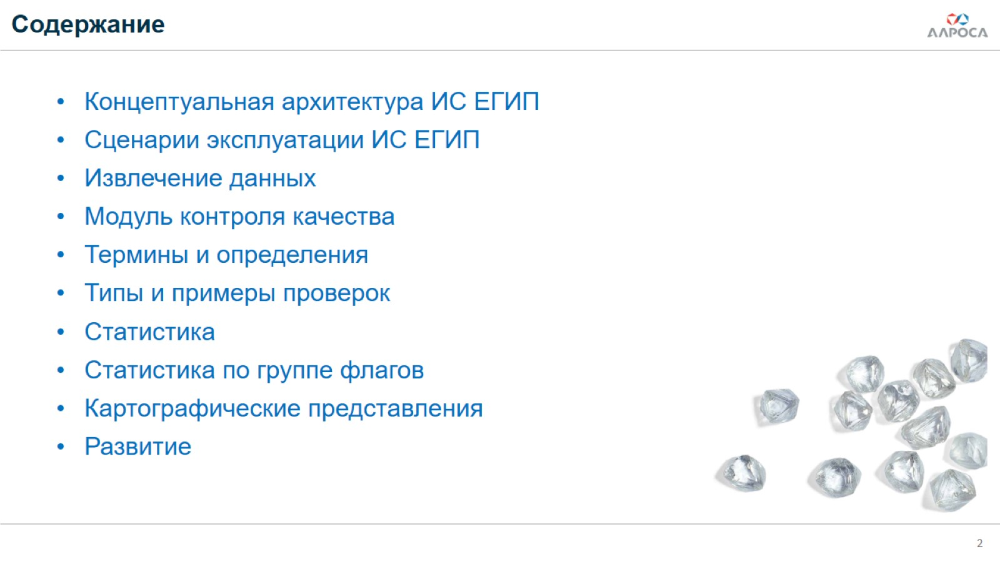 Содержание
АЛРОСА
• Концептуальная архитектура ИС ЕГИП
• Сценарии эксплуатации ИС ЕГИП
• Извлечение данных
• Модуль контроля качества
• Термины и определения
• Типы и примеры проверок
• Статистика
• Статистика по группе флагов
• Картографические представления
• Развитие
2